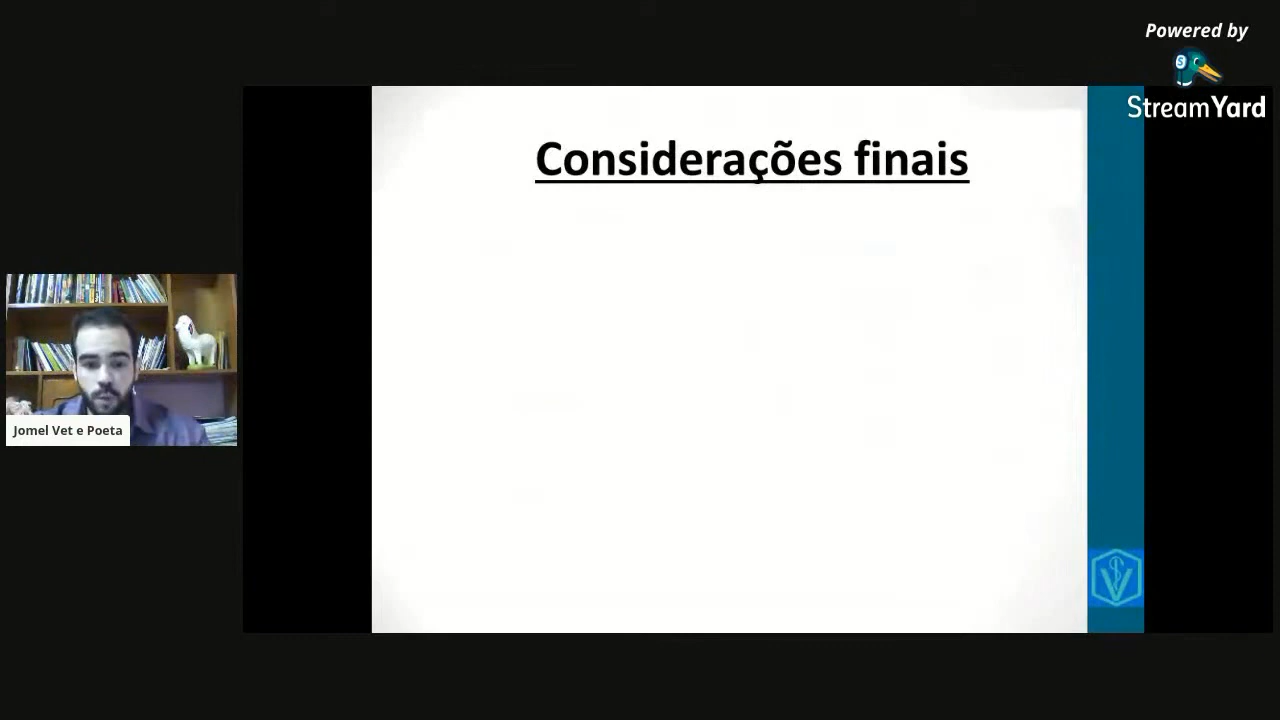 Powered by
StreamYard
Considerações finais
Jomel Vet e Poeta